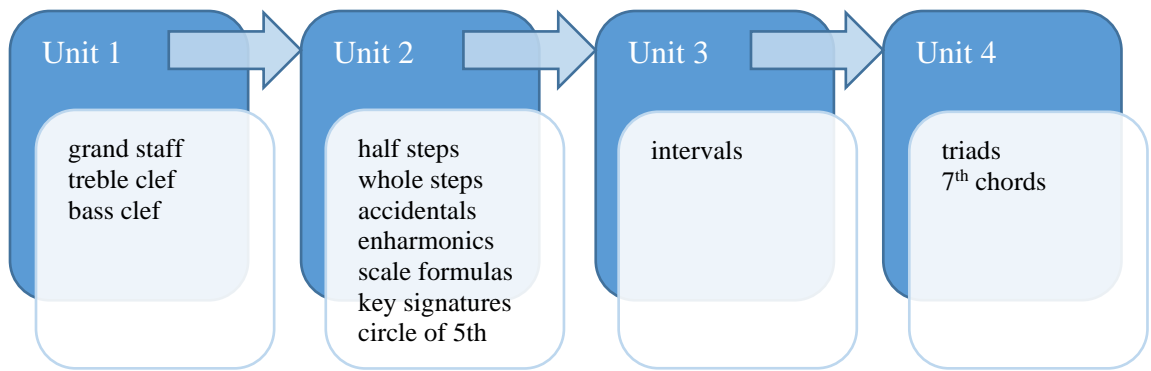 Unit 1
grand staff
treble clef
bass clef
Unit 2
half steps
whole steps
accidentals
enharmonics
scale formulas
key signatures
circle of 5th
Unit 3
intervals
Unit 4
triads
7th chords